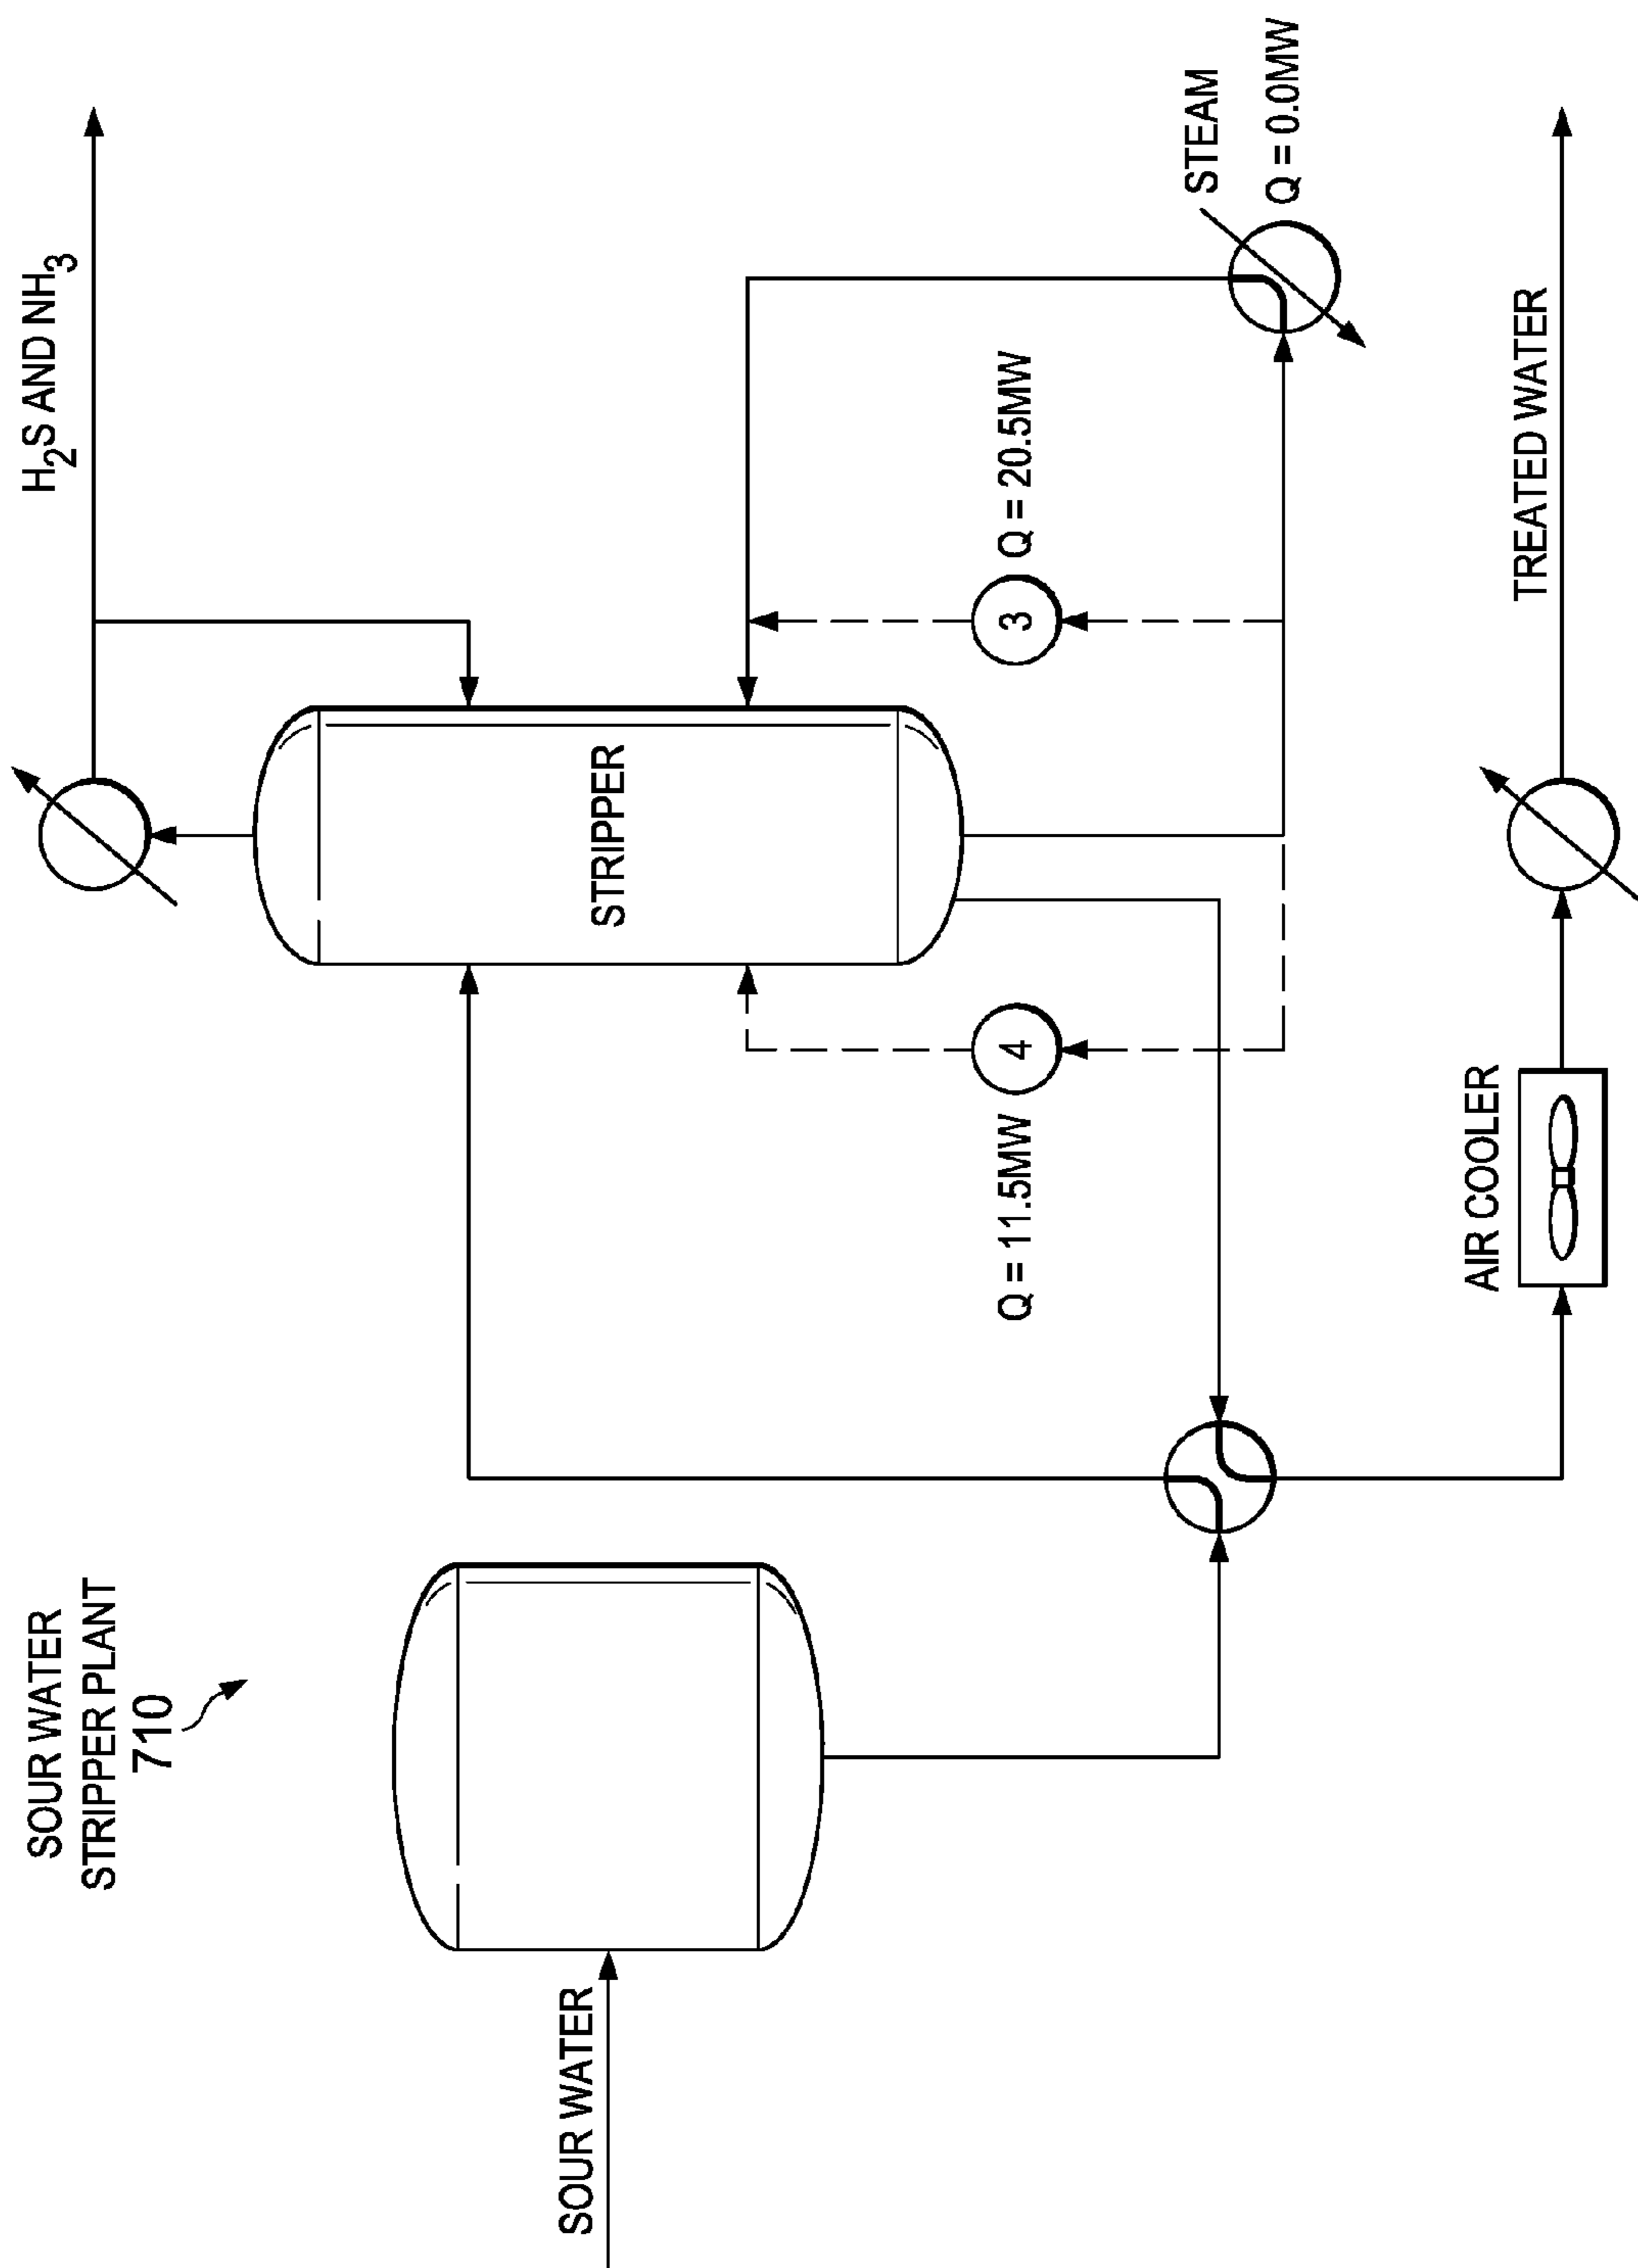 SOUR WATER
STRIPPER PLANT
710
SOUR WATER
H2S AND NH3
STRIPPER
4
Q = 11.5MW
3
Q = 20.5MW
STEAM
Q = 0.0MW
AIR COOLER
TREATED WATER